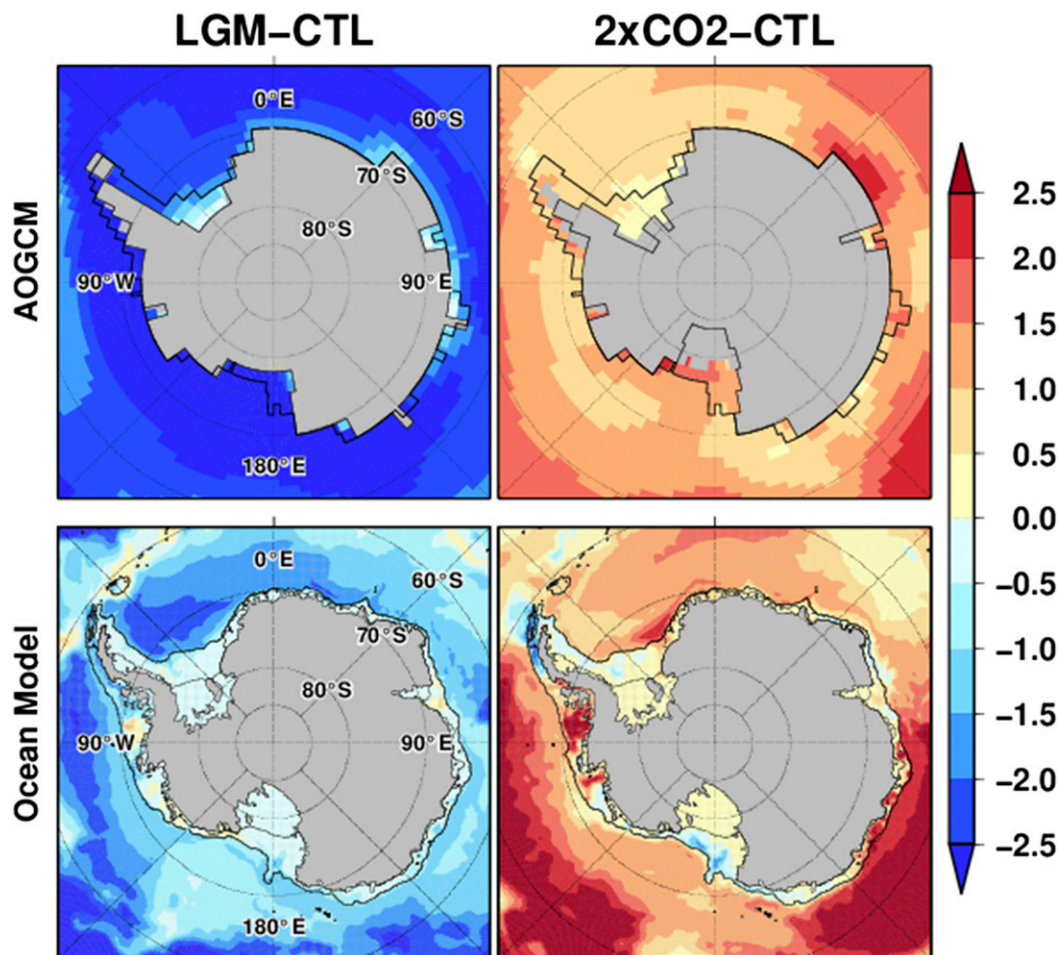 LGM−CTL
2xCO2−CTL
AOGCM
0°E
60°S
70°S
80°S
90°W
90°E
180°E
Ocean Model
0°E
60°S
70°S
80°S
90°W
90°E
180°E
2.5
2.0
1.5
1.0
0.5
0.0
−0.5
−1.0
−1.5
−2.0
−2.5